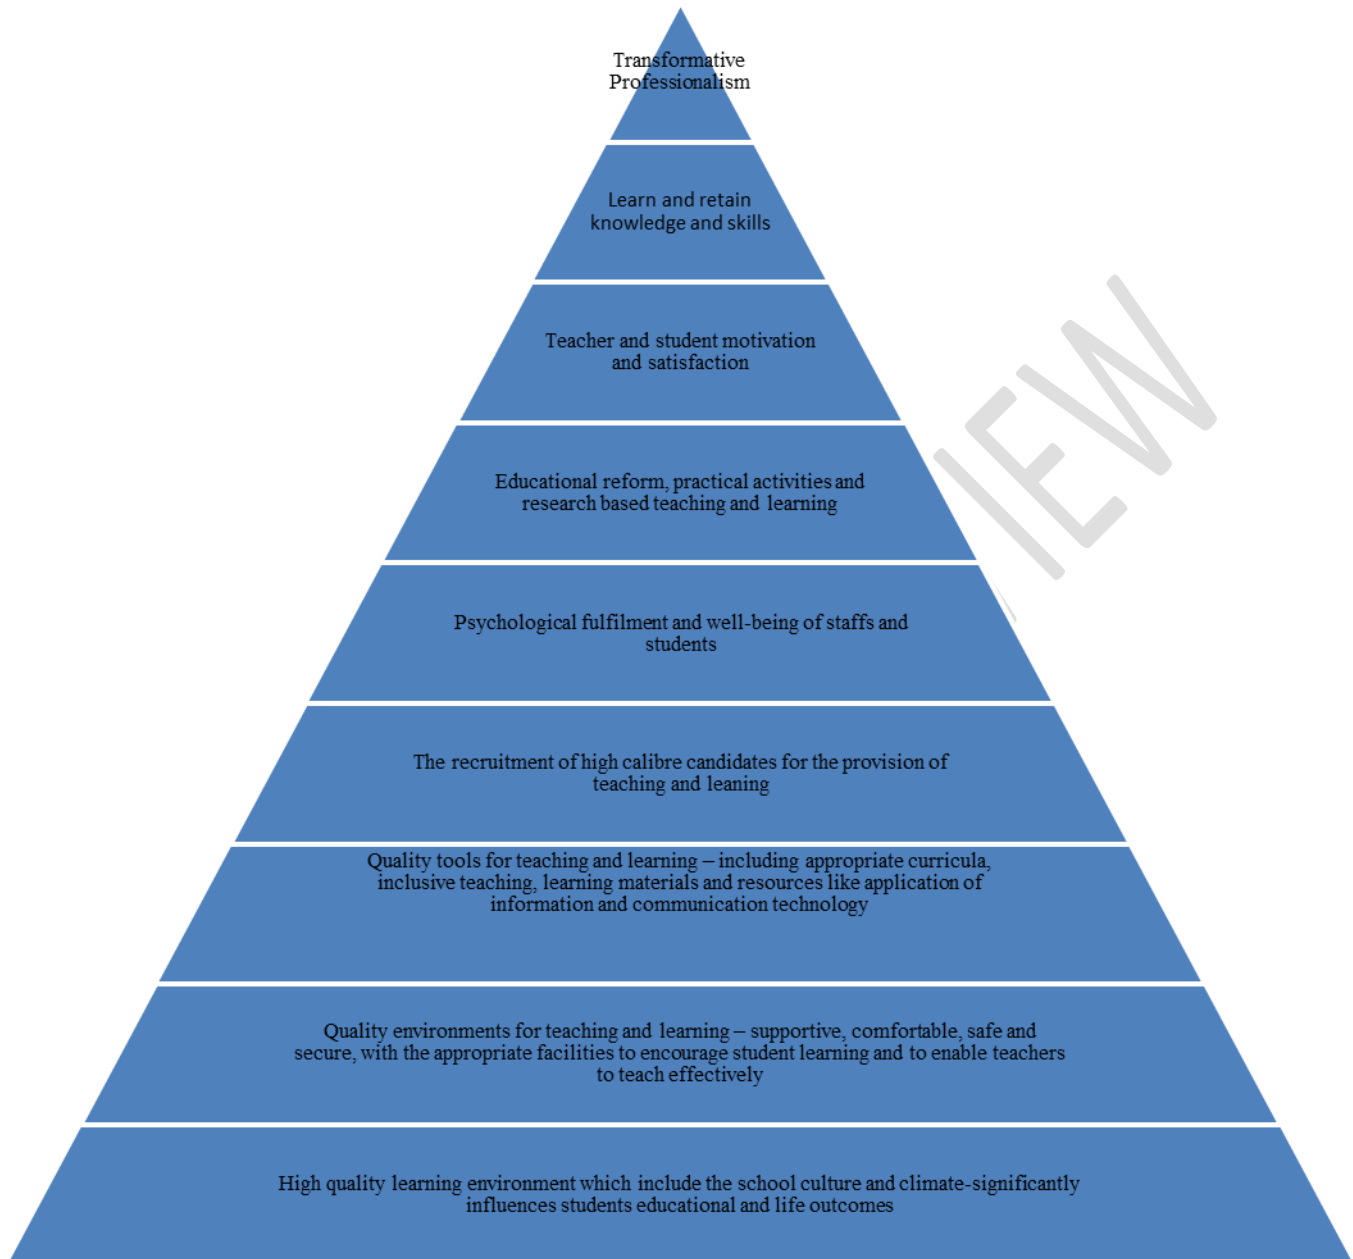 Transformative
Professionalism
Learn and retain
knowledge and skills
Teacher and student motivation
and satisfaction
Educational reform, practical activities and
research based teaching and learning
Psychological fulfilment and well-being of staffs and
students
The recruitment of high calibre candidates for the provision of
teaching and leaning
Quality tools for teaching and learning – including appropriate curricula,
inclusive teaching, learning materials and resources like application of
information and communication technology
Quality environments for teaching and learning – supportive, comfortable, safe and
secure, with the appropriate facilities to encourage student learning and to enable teachers
to teach effectively
High quality learning environment which include the school culture and climate-significantly
influences students educational and life outcomes
IEW